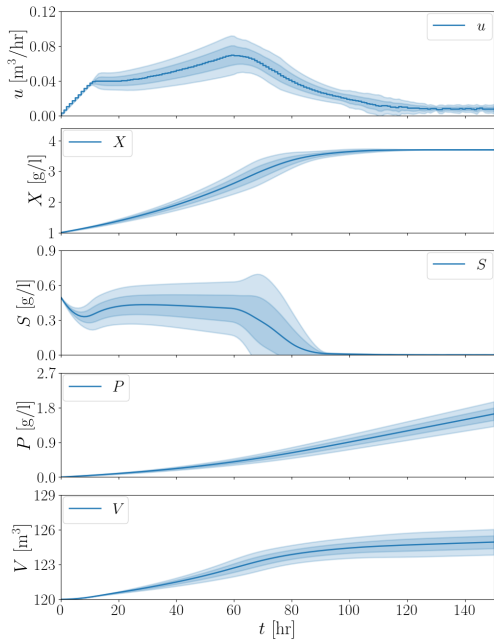 0.12
0.08
0.04
0.00
u [m³/hr]
u
4
3
2
1
X [g/l]
X
0.9
0.6
0.3
0.0
S [g/l]
S
2.7
1.8
0.9
0.0
P [g/l]
P
129
126
123
120
V [m³]
V
0 20 40 60 80 100 120 140
t [hr]